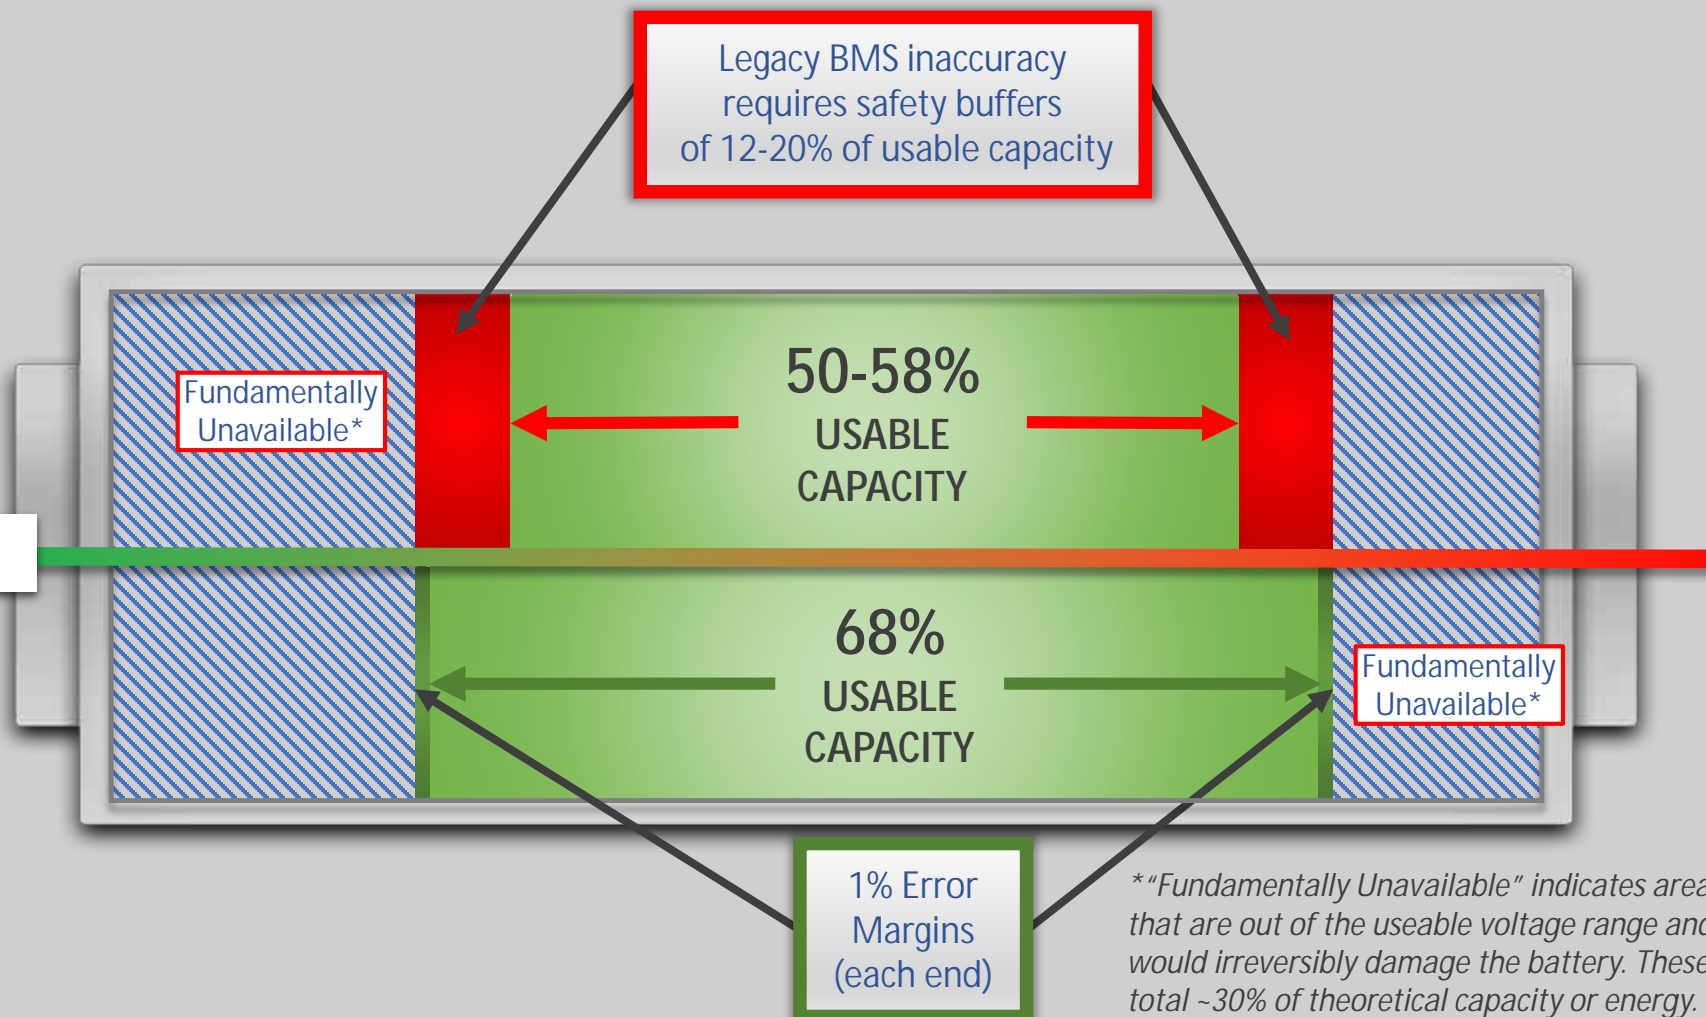 Legacy BMS inaccuracy
requires safety buffers
of 12-20% of usable capacity
Fundamentally
Unavailable*
50-58%
USABLE
CAPACITY
68%
USABLE
CAPACITY
Fundamentally
Unavailable*
1% Error
Margins
(each end)
*“Fundamentally Unavailable” indicates area
that are out of the useable voltage range and
would irreversibly damage the battery. These
total ~30% of theoretical capacity or energy.